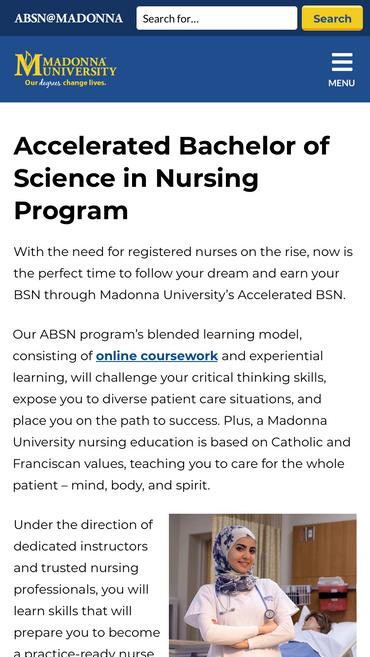 ABSN@MADONNA
Search for...
Search
MADONNA
UNIVERSITY
Our degrees change lives.
MENU
Accelerated Bachelor of
Science in Nursing
Program
With the need for registered nurses on the rise, now is
the perfect time to follow your dream and earn your
BSN through Madonna University’s Accelerated BSN.
Our ABSN program’s blended learning model,
consisting of online coursework and experiential
learning, will challenge your critical thinking skills,
expose you to diverse patient care situations, and
place you on the path to success. Plus, a Madonna
University nursing education is based on Catholic and
Franciscan values, teaching you to care for the whole
patient – mind, body, and spirit.
Under the direction of
dedicated instructors
and trusted nursing
professionals, you will
learn skills that will
prepare you to become
a practice-ready nurse